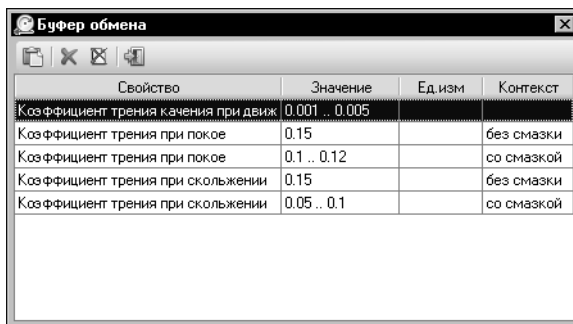 Буфер обмена
Свойство Значение Ед.изм Контекст
Коэффициент трения качения при движ 0.001 .. 0.005
Коэффициент трения при покое 0.15 без смазки
Коэффициент трения при покое 0.1 .. 0.12 со смазкой
Коэффициент трения при скольжении 0.15 без смазки
Коэффициент трения при скольжении 0.05 .. 0.1 со смазкой